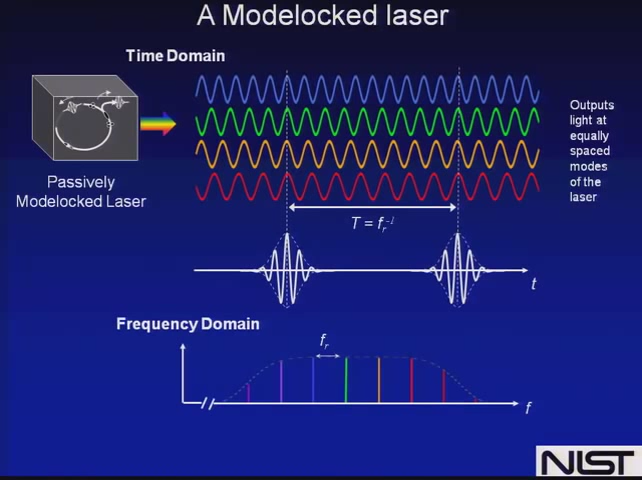 A Modelocked laser
Time Domain
Passively
Modelocked Laser
Outputs
light at
equally
spaced
modes
of the
laser
T = fr⁻¹
t
Frequency Domain
fr
f
NIST